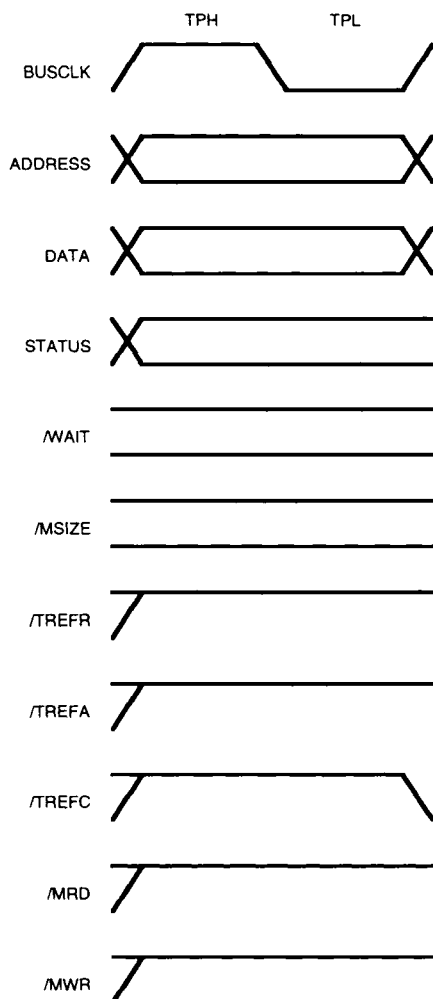 TPH TPL
BUSCLK
ADDRESS
DATA
STATUS
/WAIT
/MSIZE
/TREFR
/TREFA
/TREFC
/MRD
/MWR